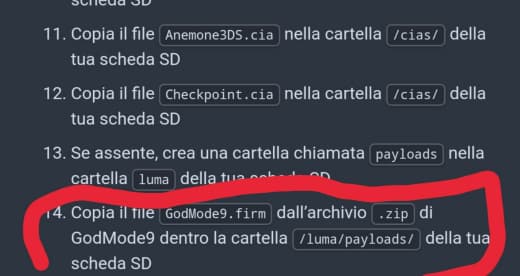 scheda SD
11. Copia il file Anemone3DS.cia nella cartella /cias/ della
tua scheda SD
12. Copia il file Checkpoint.cia nella cartella /cias/ della
tua scheda SD
13. Se assente, crea una cartella chiamata payloads nella
cartella luma della tua scheda SD
14. Copia il file GodMode9.firm dall'archivio .zip di
GodMode9 dentro la cartella /luma/payloads/ della tua
scheda SD